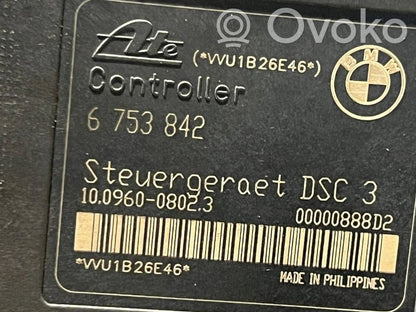 Ovoko
Ate (*VVU1B26E46*)
BMW
Controller
6 753 842
Steuergeraet DSC 3
10.0960-0802.3 00000888D2
*VVU1B26E46*
MADE IN PHILIPPINES